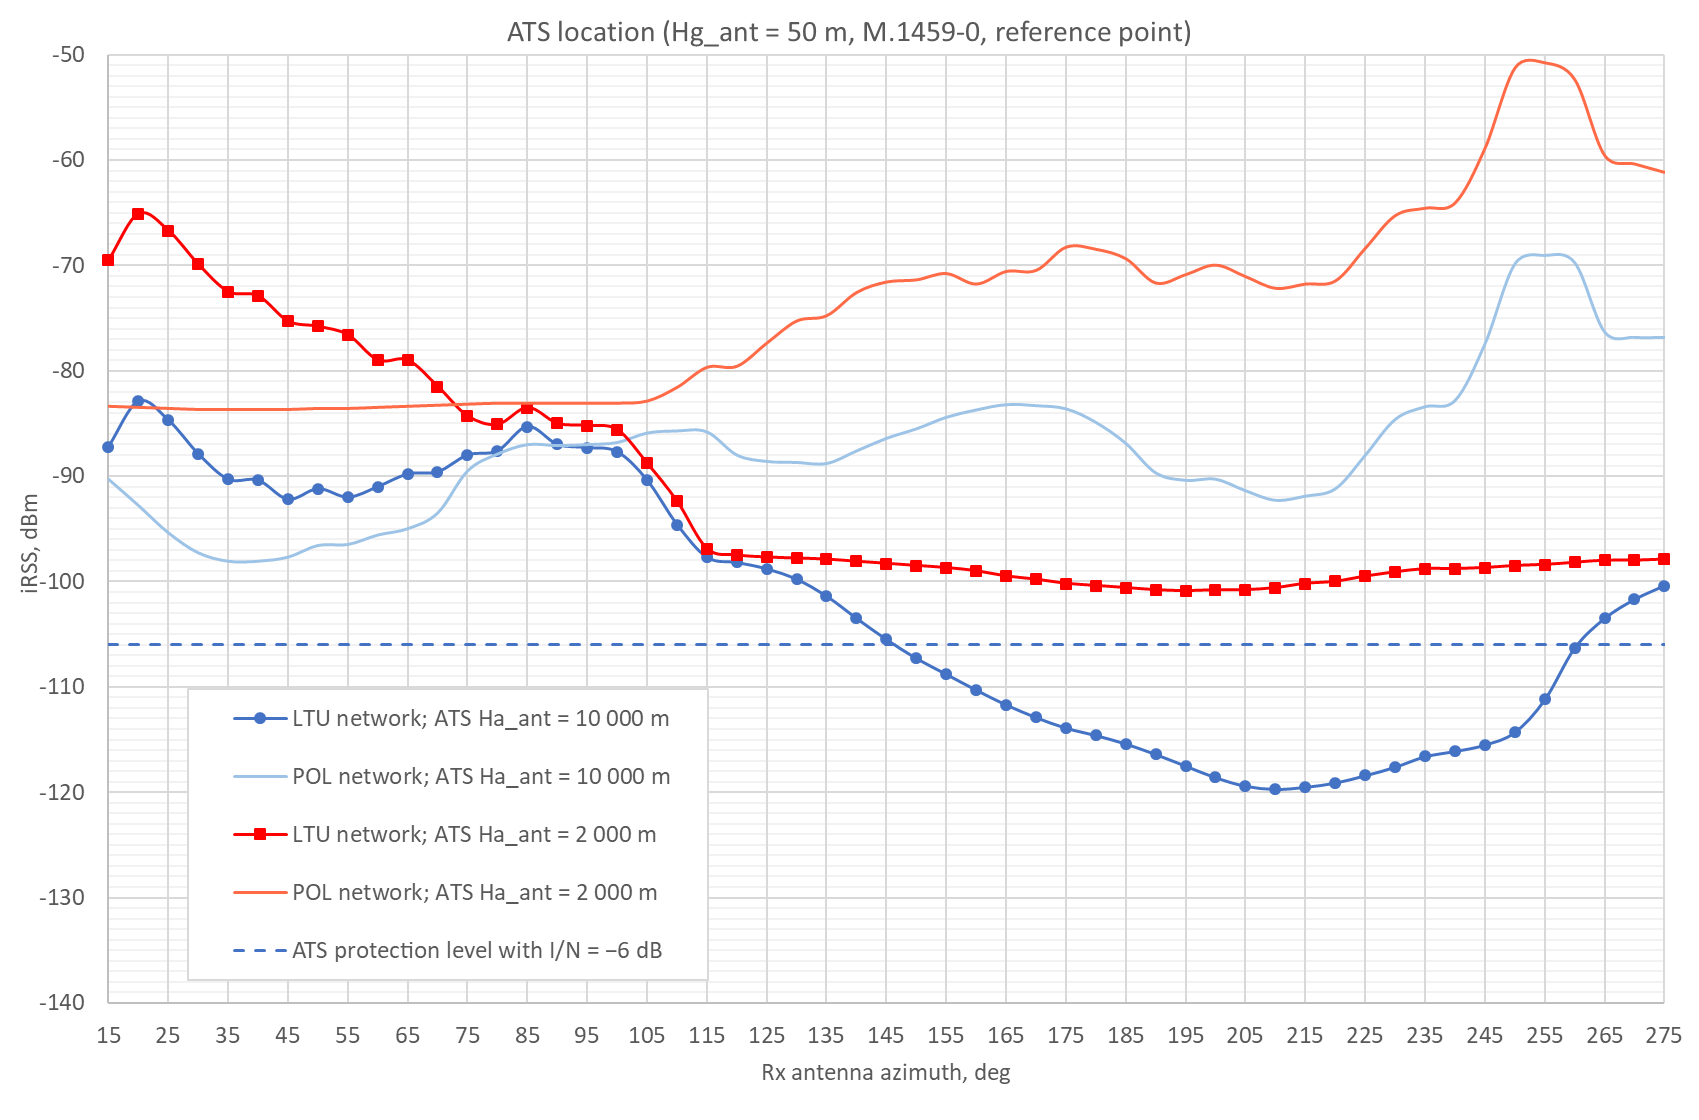 ATS location (Hg_ant = 50 m, M.1459-0, reference point)
-50
-60
-70
-80
-90
-100
-110
-120
-130
-140
iRSS, dBm
LTU network; ATS Ha_ant = 10 000 m
POL network; ATS Ha_ant = 10 000 m
LTU network; ATS Ha_ant = 2 000 m
POL network; ATS Ha_ant = 2 000 m
ATS protection level with I/N = −6 dB
15 25 35 45 55 65 75 85 95 105 115 125 135 145 155 165 175 185 195 205 215 225 235 245 255 265 275
Rx antenna azimuth, deg